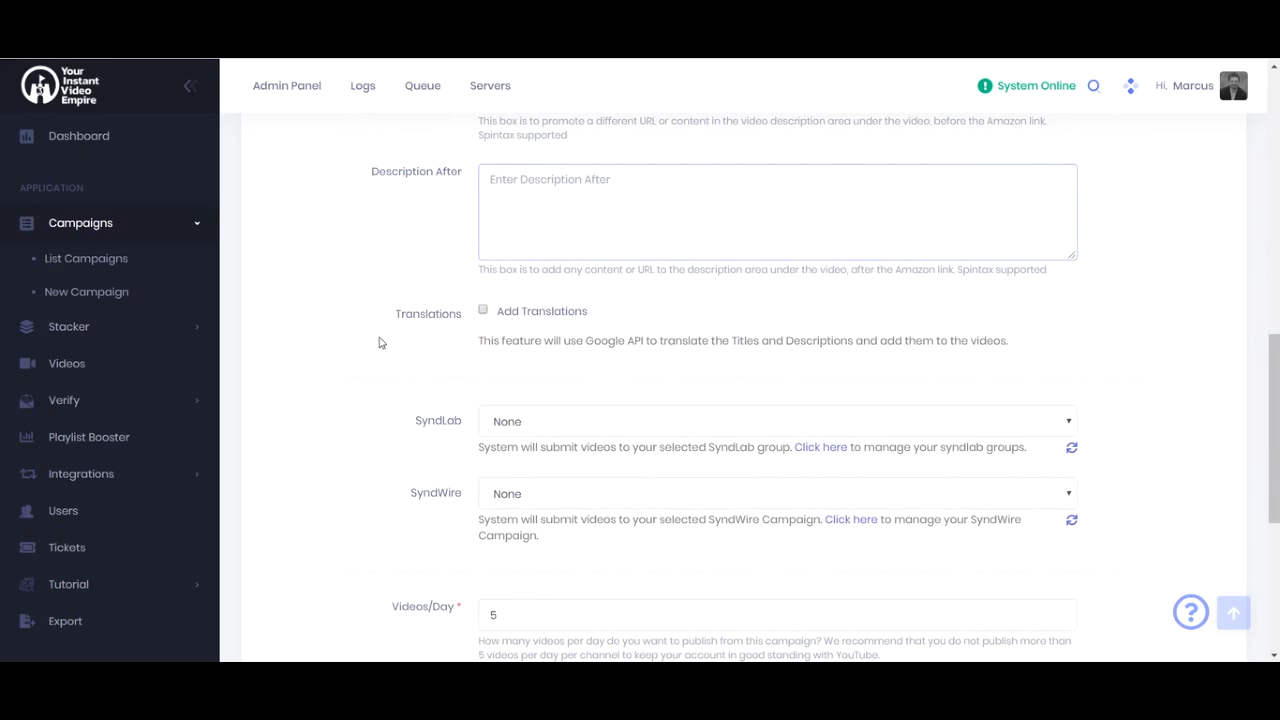 Your
Instant
Video
Empire
Admin Panel
Logs
Queue
Servers
System Online
Hi, Marcus
Dashboard
APPLICATION
Campaigns
List Campaigns
New Campaign
Stacker
Videos
Verify
Playlist Booster
Integrations
Users
Tickets
Tutorial
Export
This box is to promote a different URL or content in the video description area under the video, before the Amazon link.
Spintax supported
Description After
Enter Description After
This box is to add any content or URL to the description area under the video, after the Amazon link. Spintax supported
Translations
Add Translations
This feature will use Google API to translate the Titles and Descriptions and add them to the videos.
SyndLab
None
System will submit videos to your selected SyndLab group. Click here to manage your syndlab groups.
SyndWire
None
System will submit videos to your selected SyndWire Campaign. Click here to manage your SyndWire
Campaign.
Videos/Day *
5
How many videos per day do you want to publish from this campaign? We recommend that you do not publish more than
5 videos per day per channel to keep your account in good standing with YouTube.